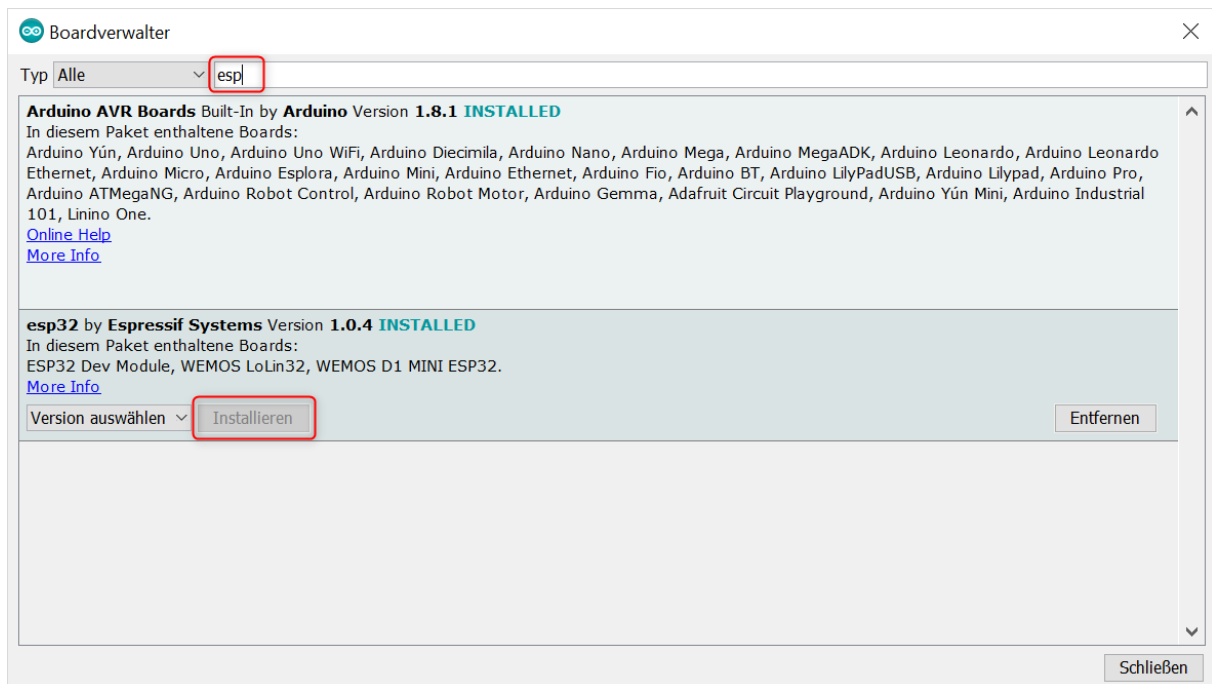 Boardverwalter
Typ Alle esp
Arduino AVR Boards Built-In by Arduino Version 1.8.1 INSTALLED
In diesem Paket enthaltene Boards:
Arduino Yún, Arduino Uno, Arduino Uno WiFi, Arduino Diecimila, Arduino Nano, Arduino Mega, Arduino MegaADK, Arduino Leonardo, Arduino Leonardo
Ethernet, Arduino Micro, Arduino Esplora, Arduino Mini, Arduino Ethernet, Arduino Fio, Arduino BT, Arduino LilyPadUSB, Arduino Lilypad, Arduino Pro,
Arduino ATMegaNG, Arduino Robot Control, Arduino Robot Motor, Arduino Gemma, Adafruit Circuit Playground, Arduino Yún Mini, Arduino Industrial
101, Linino One.
Online Help
More Info
esp32 by Espressif Systems Version 1.0.4 INSTALLED
In diesem Paket enthaltene Boards:
ESP32 Dev Module, WEMOS LoLin32, WEMOS D1 MINI ESP32.
More Info
Version auswählen Installieren Entfernen
Schließen